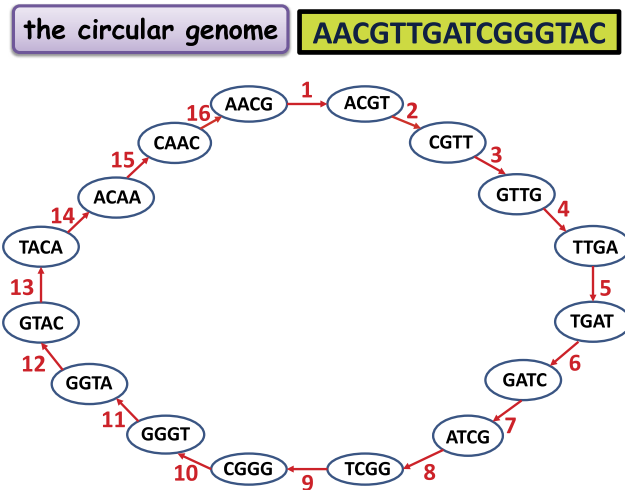 the circular genome AACGTTGATCGGGTAC
AACG 1 ACGT
16 2
CAAC CGTT
15 3
ACAA GTTG
14 4
TACA TTGA
13 5
GTAC TGAT
12 6
GGTA GATC
11 7
GGGT ATCG
10 CGGG 9 TCGG 8